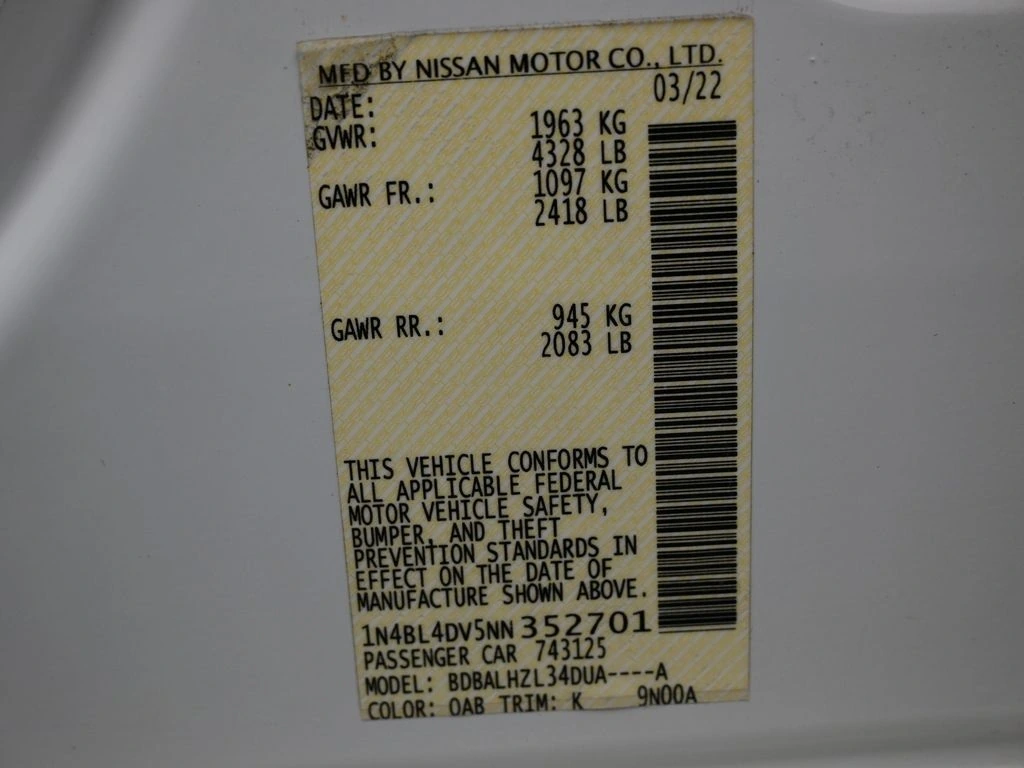 MFD BY NISSAN MOTOR CO., LTD.
DATE: 03/22
GVWR: 1963 KG
4328 LB
GAWR FR.: 1097 KG
2418 LB
GAWR RR.: 945 KG
2083 LB
THIS VEHICLE CONFORMS TO
ALL APPLICABLE FEDERAL
MOTOR VEHICLE SAFETY,
BUMPER, AND THEFT
PREVENTION STANDARDS IN
EFFECT ON THE DATE OF
MANUFACTURE SHOWN ABOVE.
1N4BL4DV5NN352701
PASSENGER CAR 743125
MODEL: BDBALHZL34DUA----A
COLOR: QAB TRIM: K 9N00A